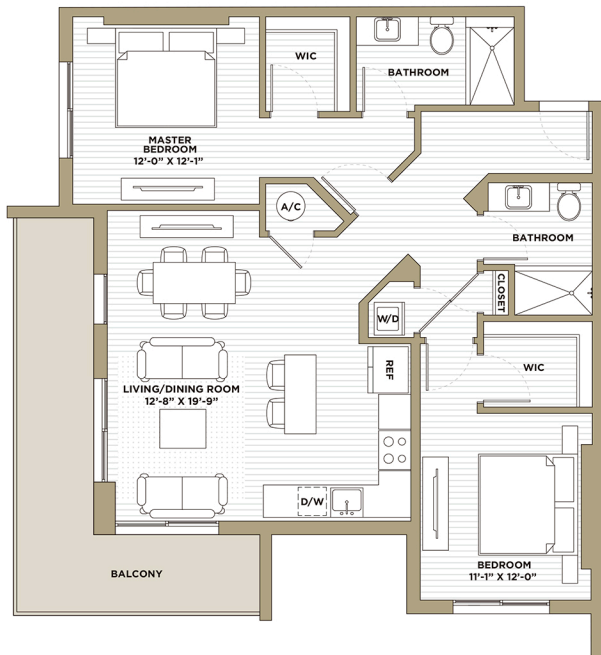 WIC
BATHROOM
MASTER
BEDROOM
12'-0" X 12'-1"
A/C
BATHROOM
CLOSET
W/D
REF
WIC
LIVING/DINING ROOM
12'-8" X 19'-9"
D/W
BEDROOM
11'-1" X 12'-0"
BALCONY